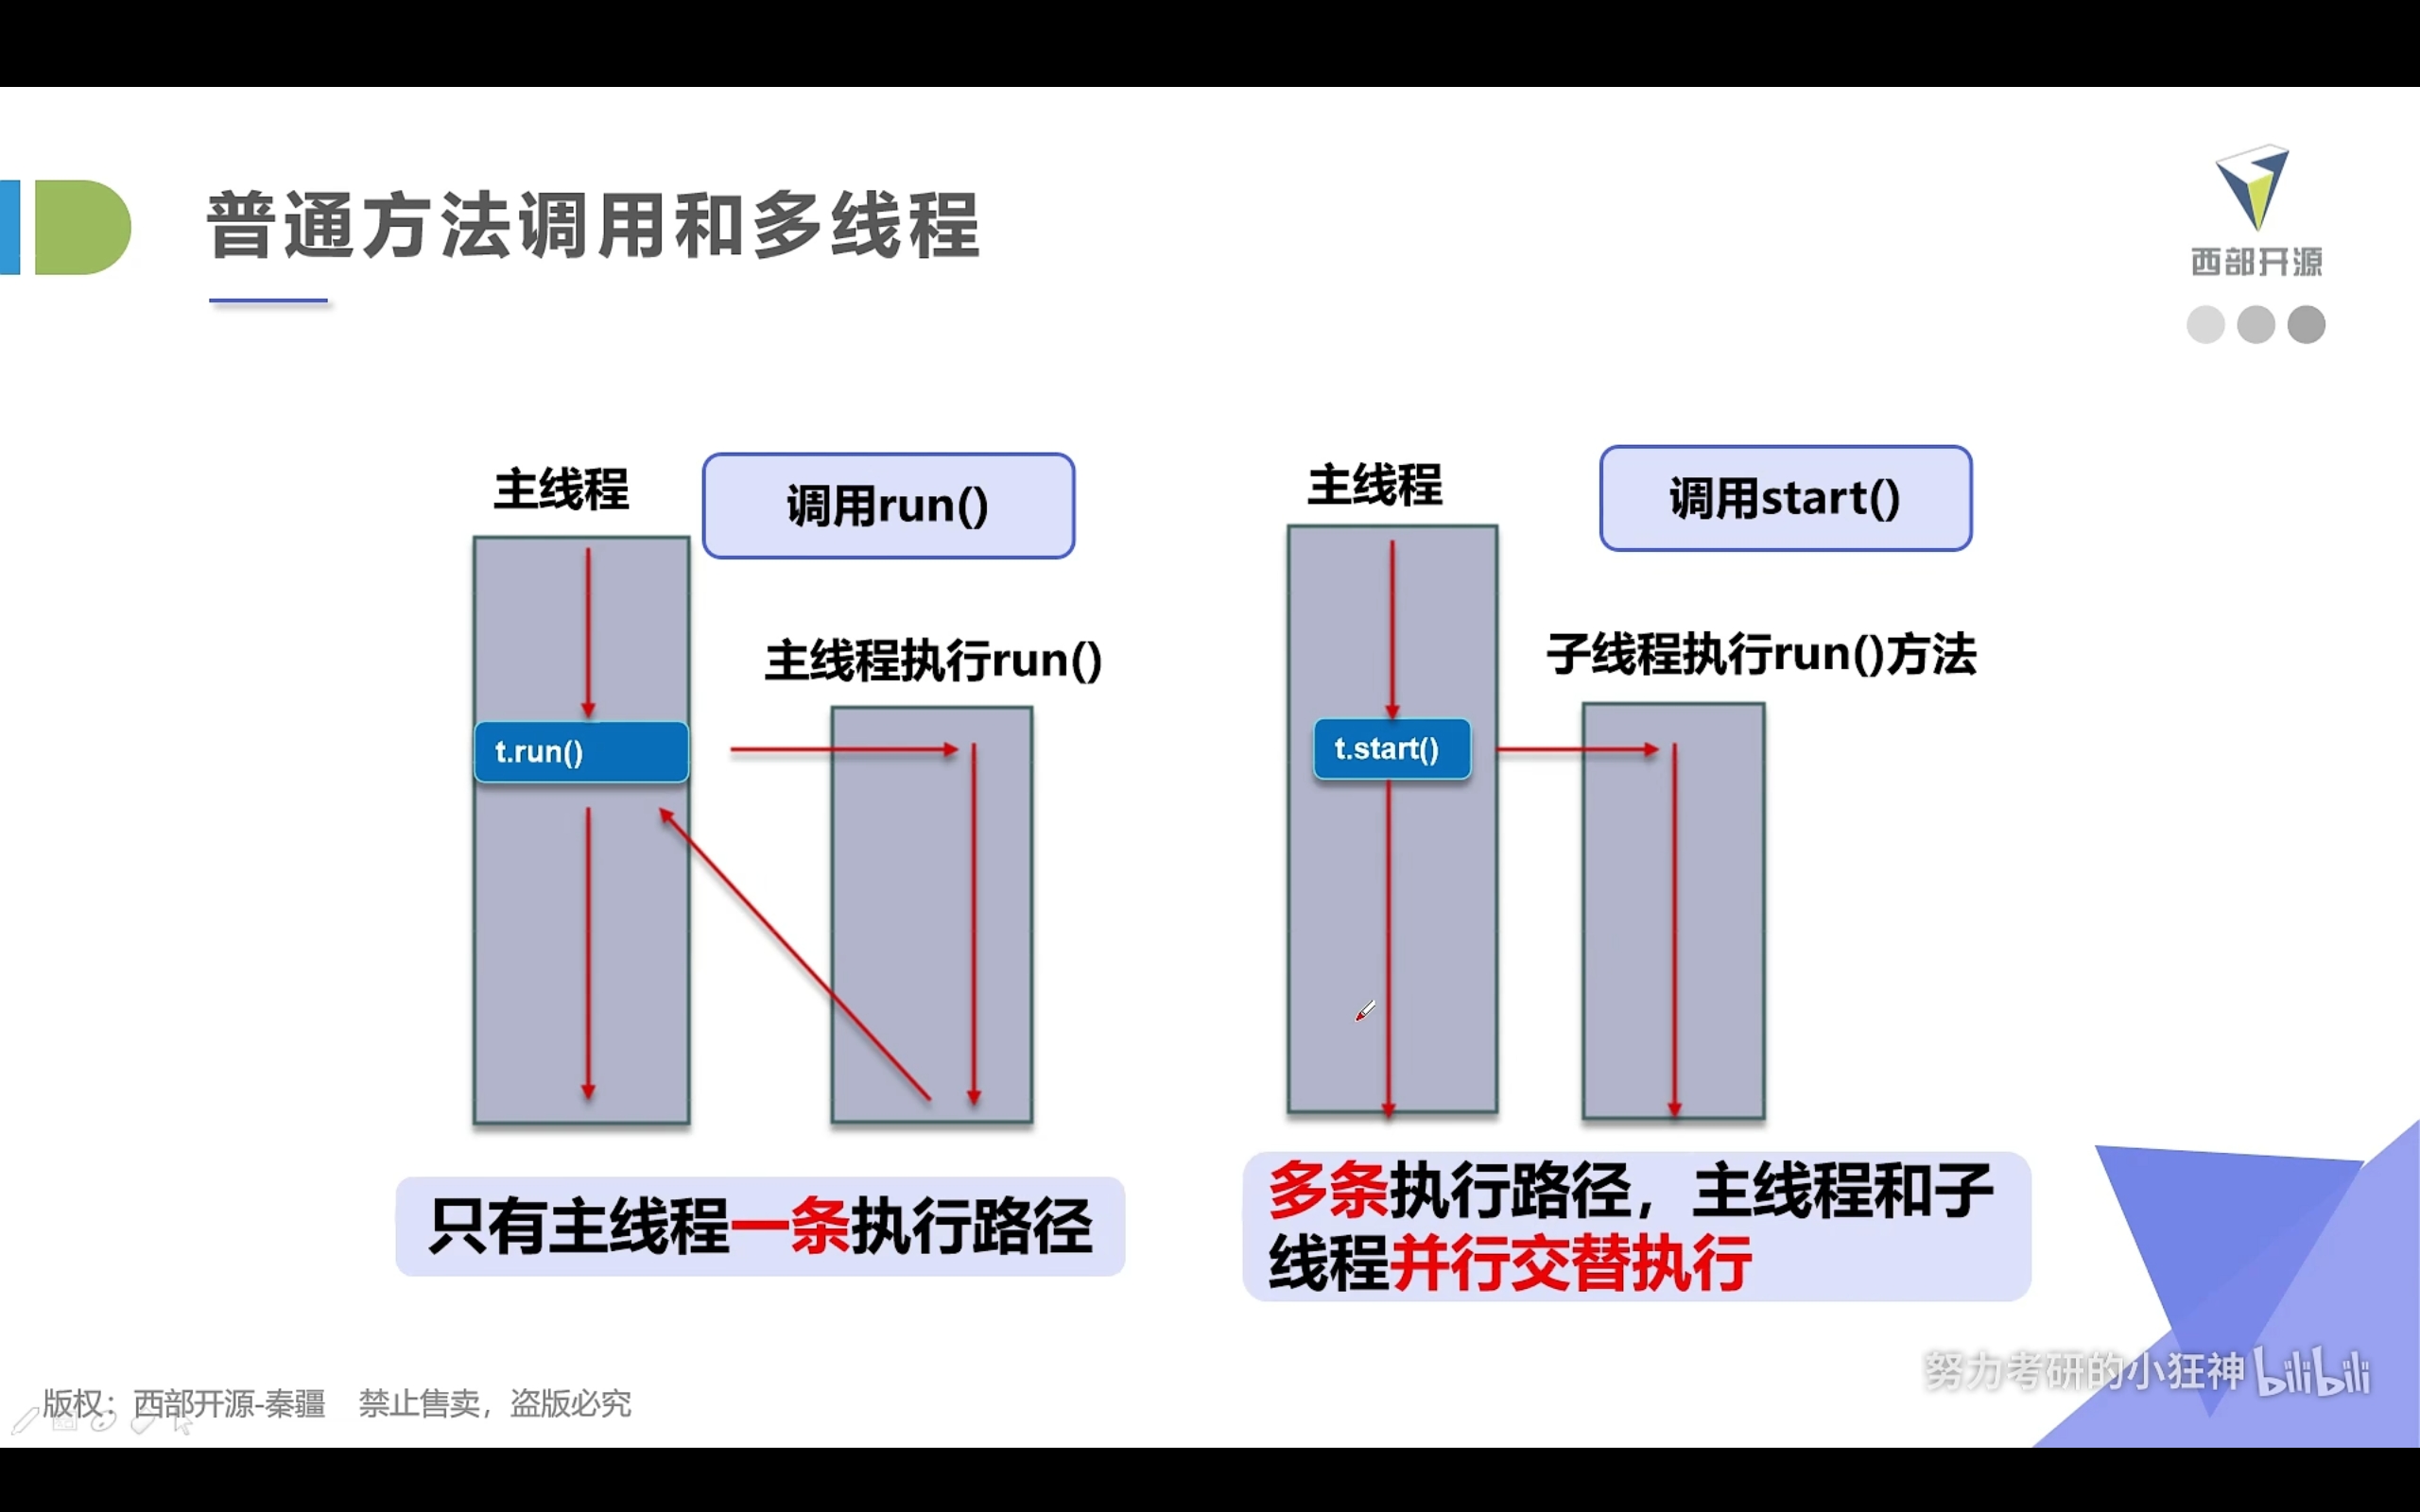 普通方法调用和多线程
西部开源
主线程
调用run()
主线程执行run()
t.run()
只有主线程一条执行路径
主线程
调用start()
子线程执行run()方法
t.start()
多条执行路径，主线程和子
线程并行交替执行
努力考研的小狂神 bilibili
版权：西部开源-秦疆 禁止售卖，盗版必究